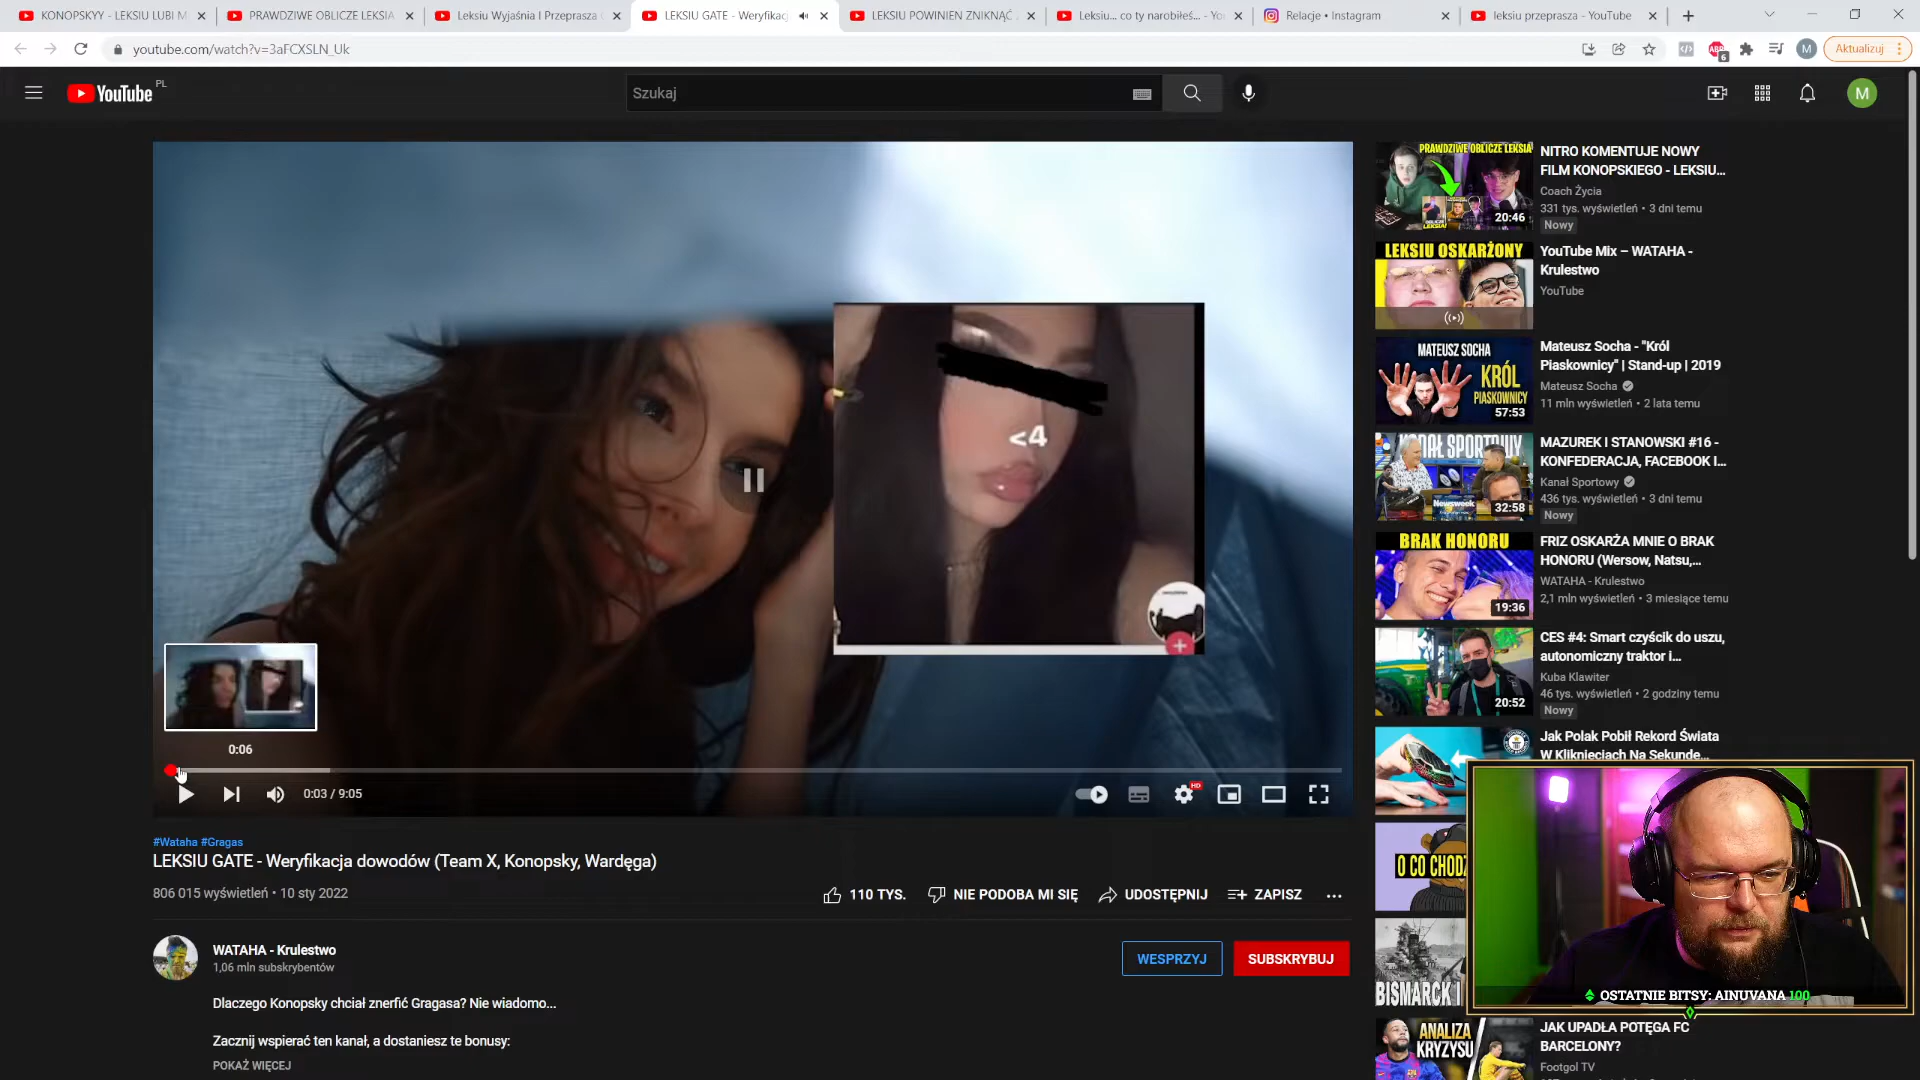 KONOPSKYY - LEKSIU LUBI M
PRAWDZIWE OBLICZE LEKSIA
Leksiu Wyjaśnia I Przeprasza
LEKSIU GATE - Weryfikac
LEKSIU POWINIEN ZNIKNĄĆ
Leksiu... co ty narobiłeś... - Yo
Relacje • Instagram
leksiu przeprasza - YouTube
youtube.com/watch?v=3aFCXSLN_Uk
ABP
6
M
Aktualizuj
YouTube
PL
Szukaj
M
<4
0:06
0:03 / 9:05
HD
#Wataha #Gragas
LEKSIU GATE - Weryfikacja dowodów (Team X, Konopsky, Wardęga)
806 015 wyświetleń • 10 sty 2022
110 TYS.
NIE PODOBA MI SIĘ
UDOSTĘPNIJ
ZAPISZ
WATAHA - Krulestwo
1,06 mln subskrybentów
WESPRZYJ
SUBSKRYBUJ
Dlaczego Konopsky chciał znerfić Gragasa? Nie wiadomo...
Zacznij wspierać ten kanał, a dostaniesz te bonusy:
POKAŻ WIĘCEJ
PRAWDZIWE OBLICZE LEKSIA
20:46
NITRO KOMENTUJE NOWY
FILM KONOPSKIEGO - LEKSIU...
Coach Życia
331 tys. wyświetleń • 3 dni temu
Nowy
LEKSIU OSKARŻONY
YouTube Mix – WATAHA -
Krulestwo
YouTube
MATEUSZ SOCHA
KRÓL
PIASKOWNICY
57:53
Mateusz Socha - "Król
Piaskownicy" | Stand-up | 2019
Mateusz Socha
11 mln wyświetleń • 2 lata temu
KANAŁ SPORTOWY
Newsweek
32:58
MAZUREK I STANOWSKI #16 -
KONFEDERACJA, FACEBOOK I...
Kanał Sportowy
436 tys. wyświetleń • 3 dni temu
Nowy
BRAK HONORU
19:36
FRIZ OSKARŻA MNIE O BRAK
HONORU (Wersow, Natsu,...
WATAHA - Krulestwo
2,1 mln wyświetleń • 3 miesiące temu
20:52
CES #4: Smart czyścik do uszu,
autonomiczny traktor i...
Kuba Klawiter
46 tys. wyświetleń • 2 godziny temu
Nowy
Jak Polak Pobił Rekord Świata
W Kliknięciach Na Sekundę...
O CO CHODZ
BISMARCK I
OSTATNIE BITSY: AINUVANA 100
ANALIZA
KRYZYSU
JAK UPADŁA POTĘGA FC
BARCELONY?
Footgol TV